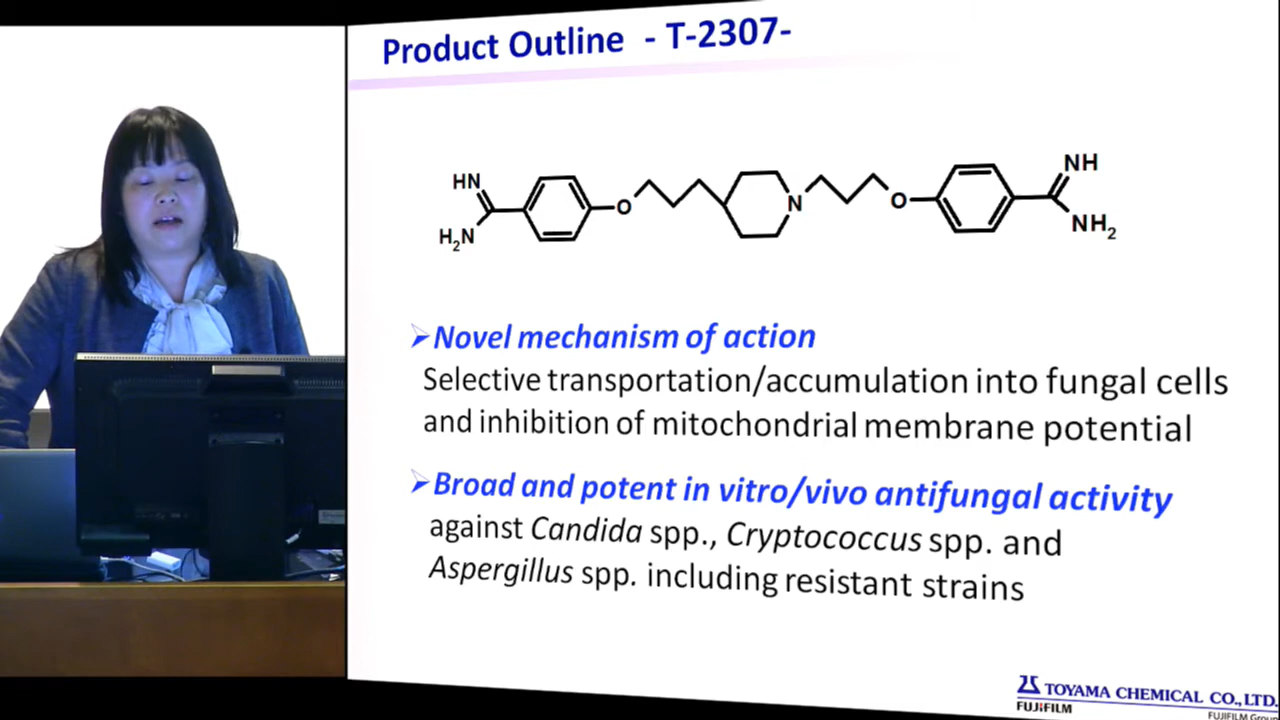 Product Outline - T-2307-
HN
H2N
O
N
O
NH
NH2
Novel mechanism of action
Selective transportation/accumulation into fungal cells
and inhibition of mitochondrial membrane potential
Broad and potent in vitro/vivo antifungal activity
against Candida spp., Cryptococcus spp. and
Aspergillus spp. including resistant strains
TOYAMA CHEMICAL CO., LTD.
FUJIFILM
FUJIFILM Group